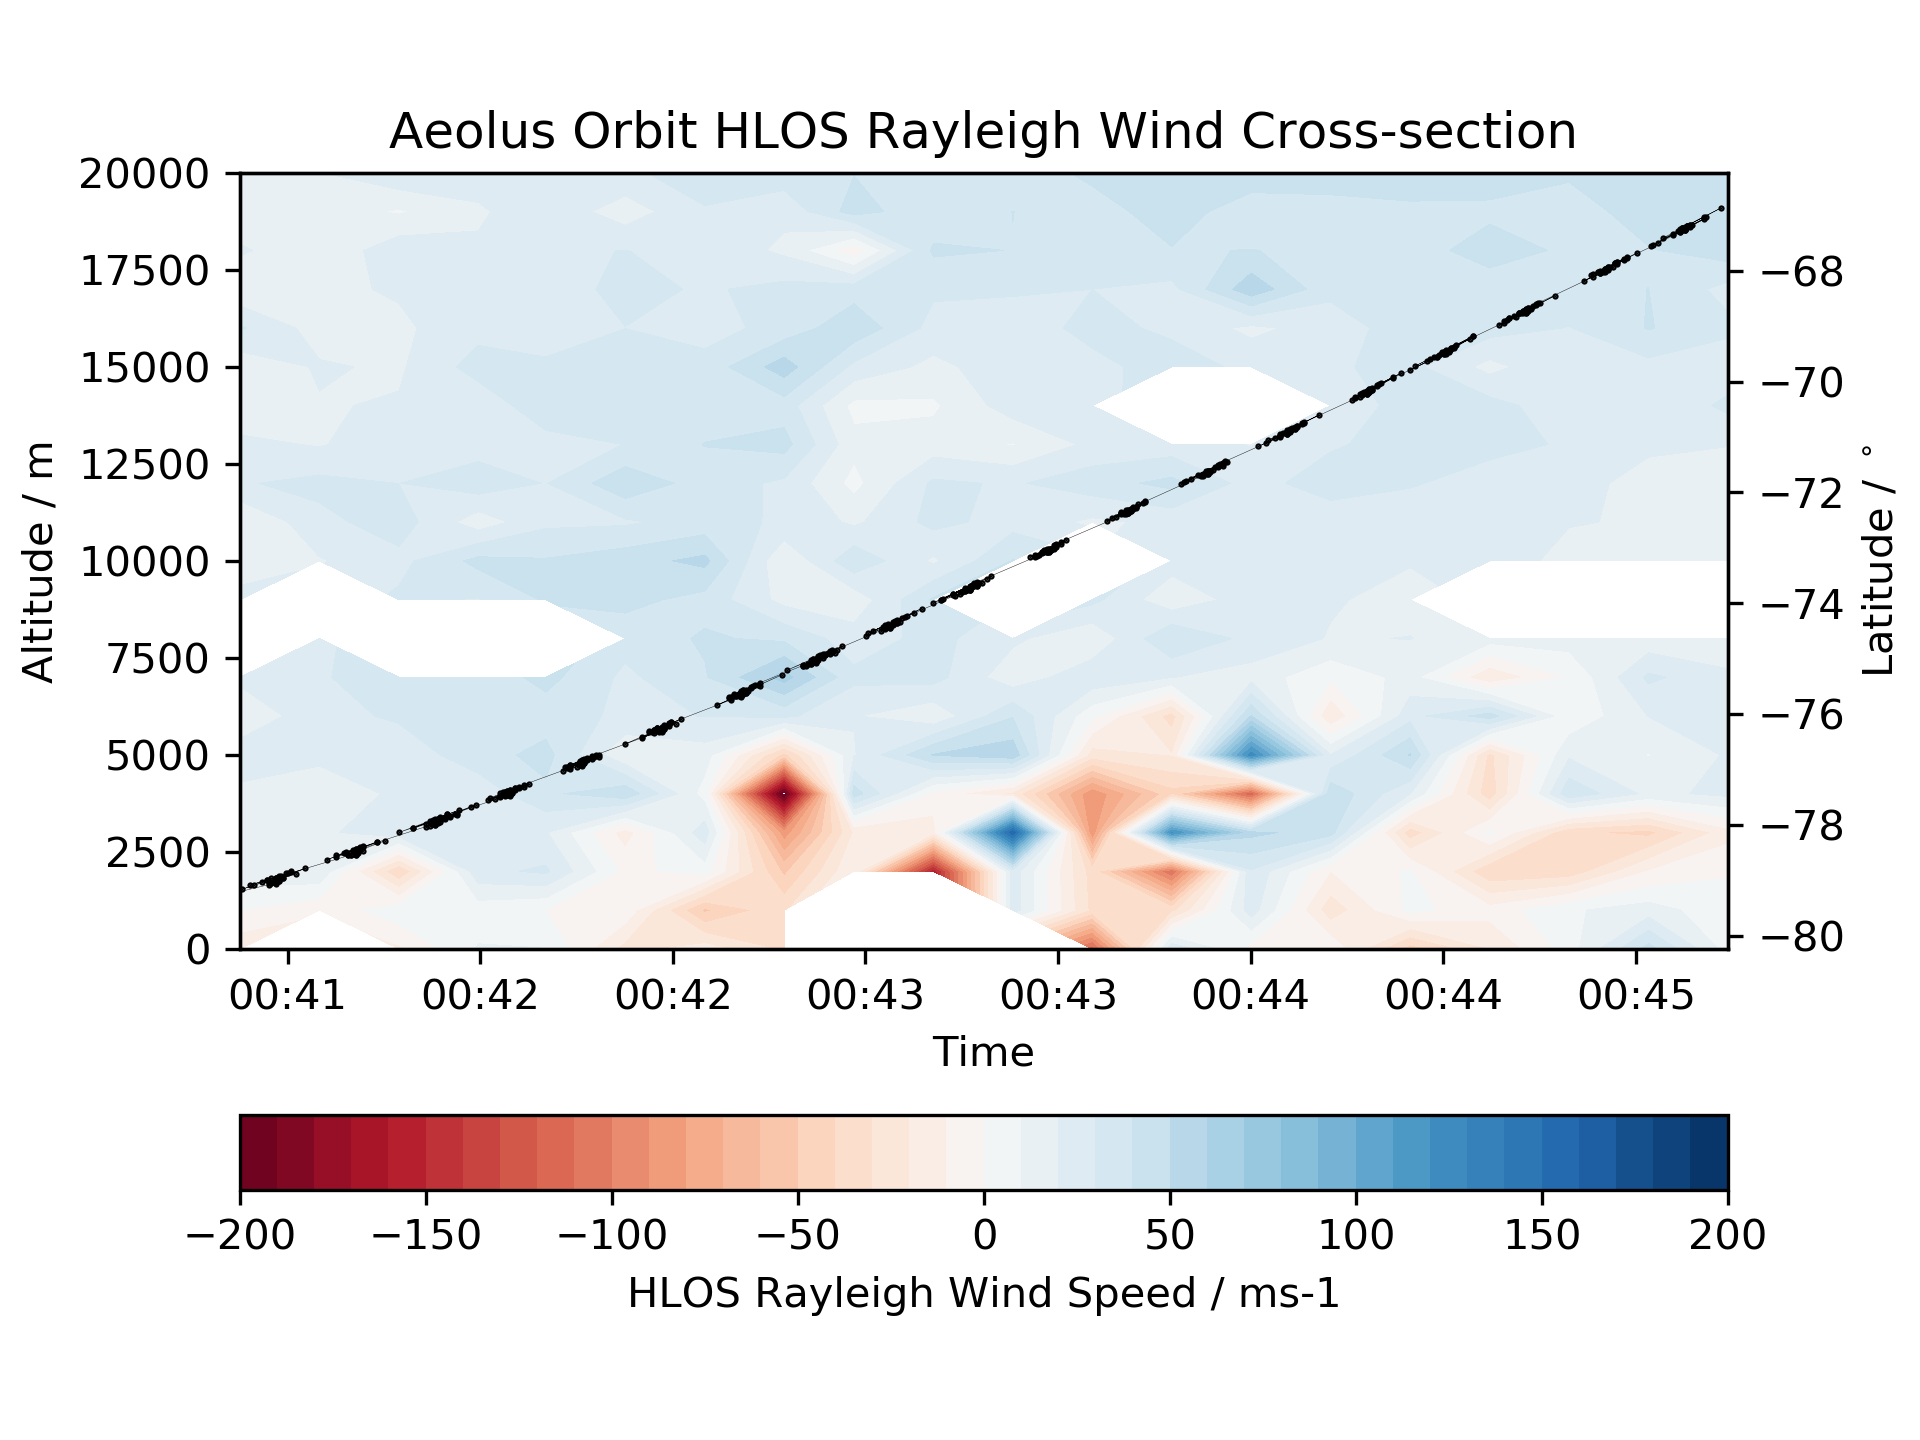 Aeolus Orbit HLOS Rayleigh Wind Cross-section
20000
17500
15000
12500
10000
7500
5000
2500
0
Altitude / m
−68
−70
−72
−74
−76
−78
−80
Latitude / °
00:41 00:42 00:42 00:43 00:43 00:44 00:44 00:45
Time
−200 −150 −100 −50 0 50 100 150 200
HLOS Rayleigh Wind Speed / ms-1